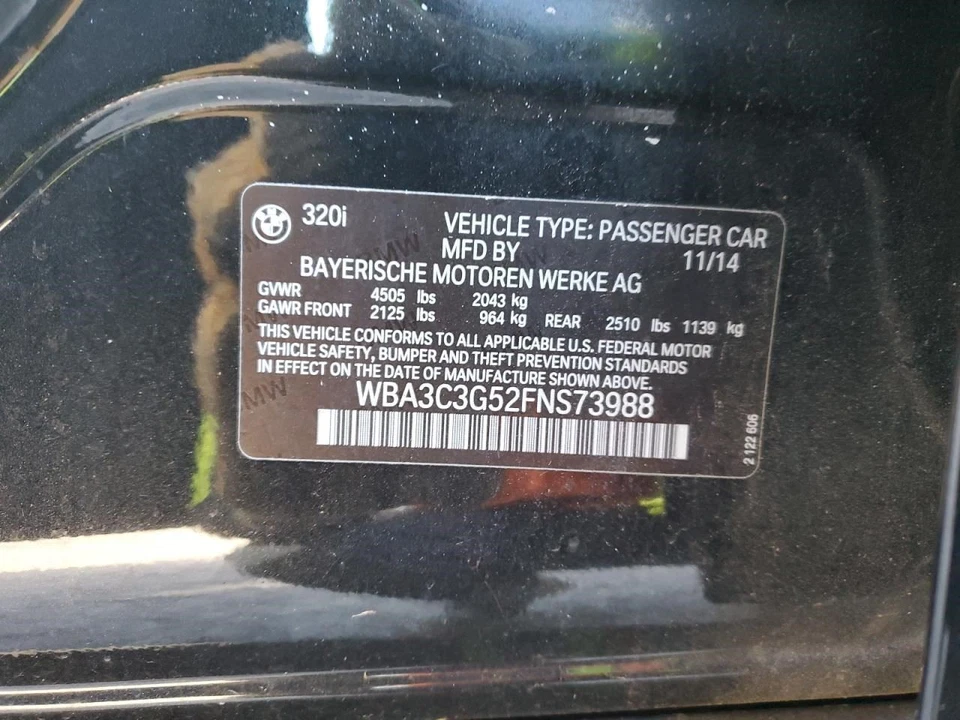 320i VEHICLE TYPE: PASSENGER CAR
MFD BY 11/14
BAYERISCHE MOTOREN WERKE AG
GVWR 4505 lbs 2043 kg
GAWR FRONT 2125 lbs 964 kg REAR 2510 lbs 1139 kg
THIS VEHICLE CONFORMS TO ALL APPLICABLE U.S. FEDERAL MOTOR
VEHICLE SAFETY, BUMPER AND THEFT PREVENTION STANDARDS
IN EFFECT ON THE DATE OF MANUFACTURE SHOWN ABOVE.
WBA3C3G52FNS73988
2 122 606